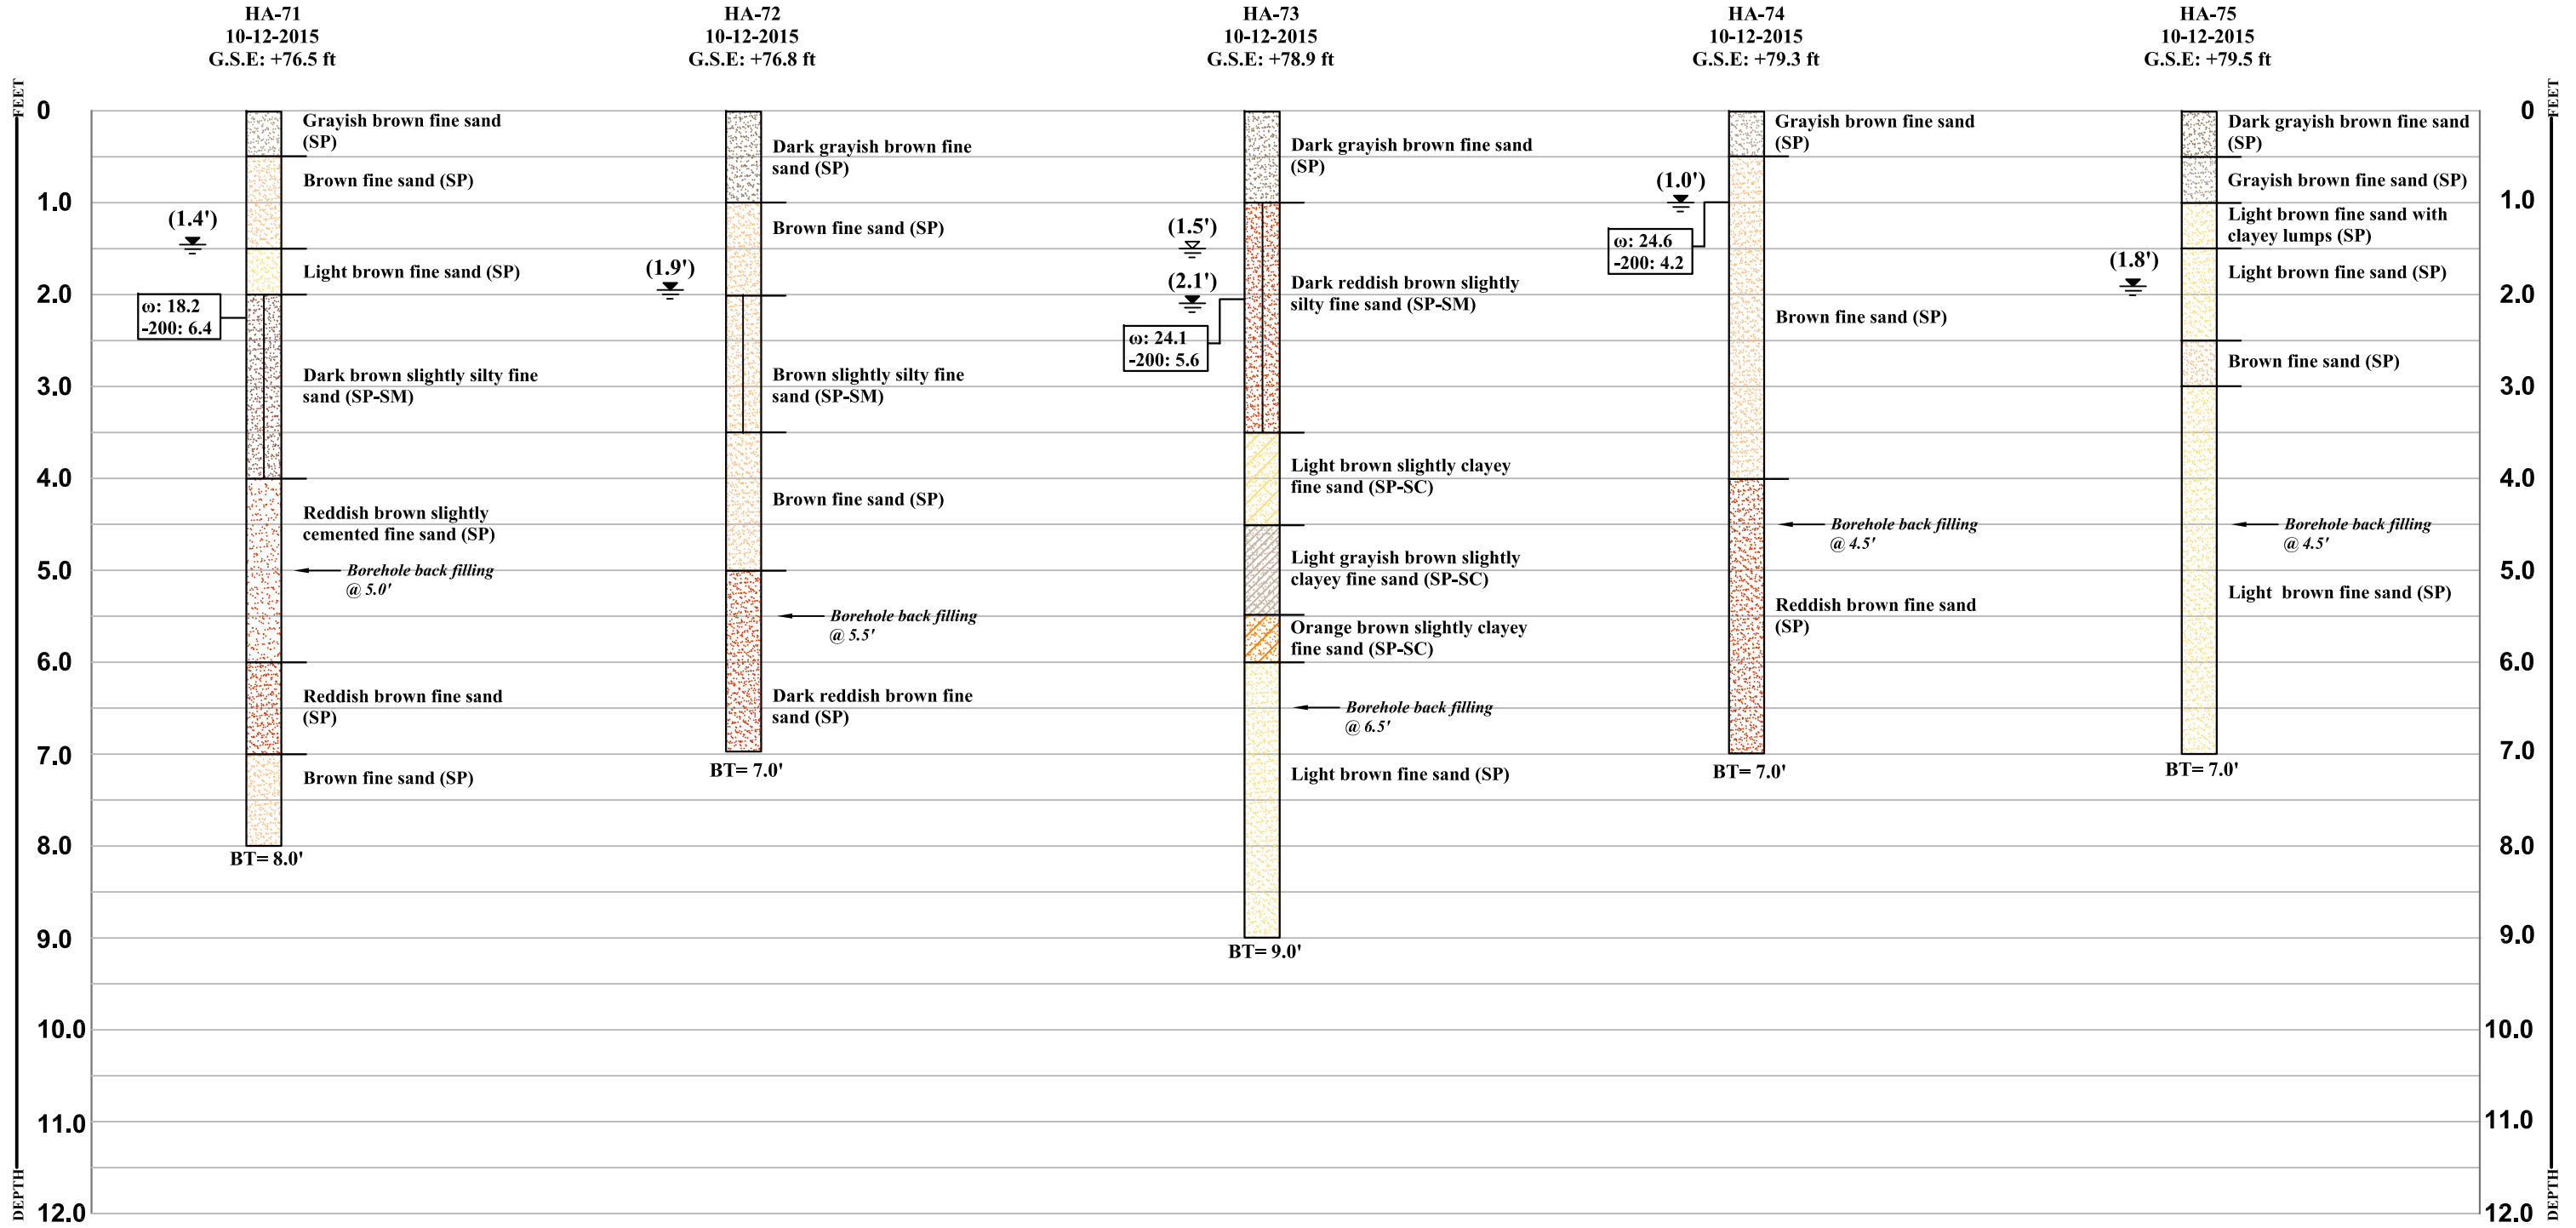 HA-71
10-12-2015
G.S.E: +76.5 ft
HA-72
10-12-2015
G.S.E: +76.8 ft
HA-73
10-12-2015
G.S.E: +78.9 ft
HA-74
10-12-2015
G.S.E: +79.3 ft
HA-75
10-12-2015
G.S.E: +79.5 ft
FEET
DEPTH
0
1.0
2.0
3.0
4.0
5.0
6.0
7.0
8.0
9.0
10.0
11.0
12.0
Grayish brown fine sand
(SP)
Brown fine sand (SP)
(1.4')
Light brown fine sand (SP)
ω: 18.2
-200: 6.4
Dark brown slightly silty fine
sand (SP-SM)
Reddish brown slightly
cemented fine sand (SP)
Borehole back filling
@ 5.0'
Reddish brown fine sand
(SP)
Brown fine sand (SP)
BT= 8.0'
Dark grayish brown fine
sand (SP)
Brown fine sand (SP)
(1.9')
Brown slightly silty fine
sand (SP-SM)
Brown fine sand (SP)
Borehole back filling
@ 5.5'
Dark reddish brown fine
sand (SP)
BT= 7.0'
Dark grayish brown fine sand
(SP)
(1.5')
(2.1')
Dark reddish brown slightly
silty fine sand (SP-SM)
ω: 24.1
-200: 5.6
Light brown slightly clayey
fine sand (SP-SC)
Light grayish brown slightly
clayey fine sand (SP-SC)
Orange brown slightly clayey
fine sand (SP-SC)
Borehole back filling
@ 6.5'
Light brown fine sand (SP)
BT= 9.0'
Grayish brown fine sand
(SP)
(1.0')
ω: 24.6
-200: 4.2
Brown fine sand (SP)
Borehole back filling
@ 4.5'
Reddish brown fine sand
(SP)
BT= 7.0'
Dark grayish brown fine sand
(SP)
Grayish brown fine sand (SP)
Light brown fine sand with
clayey lumps (SP)
(1.8')
Light brown fine sand (SP)
Brown fine sand (SP)
Borehole back filling
@ 4.5'
Light  brown fine sand (SP)
BT= 7.0'
FEET
DEPTH
0
1.0
2.0
3.0
4.0
5.0
6.0
7.0
8.0
9.0
10.0
11.0
12.0